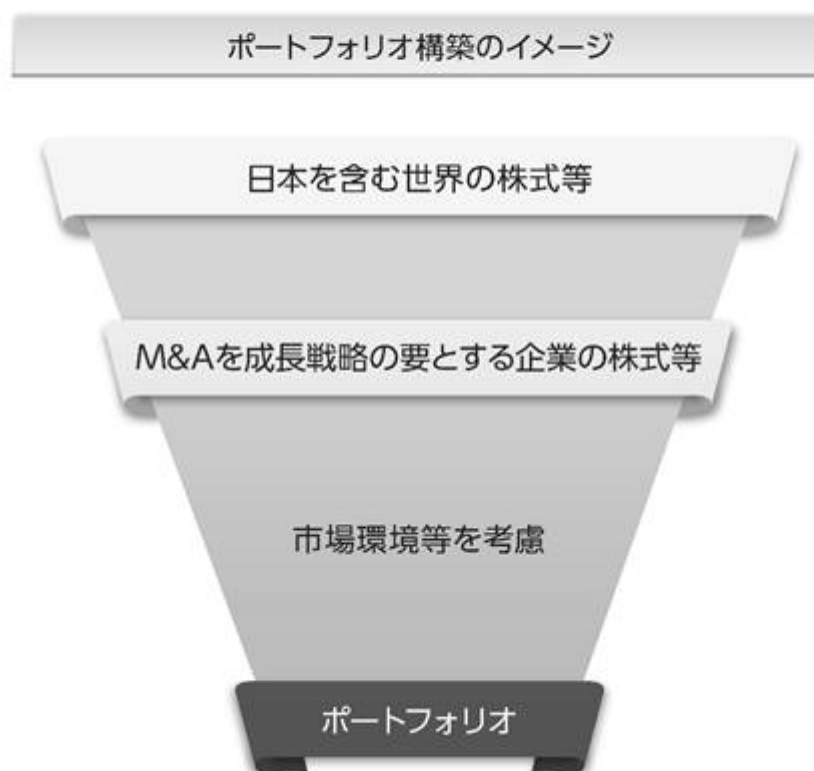 ポートフォリオ構築のイメージ
日本を含む世界の株式等
M&Aを成長戦略の要とする企業の株式等
市場環境等を考慮
ポートフォリオ